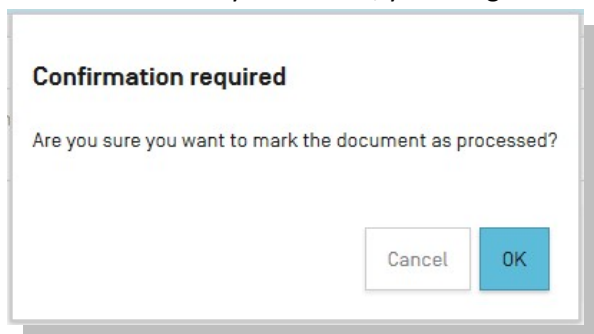 Confirmation required
Are you sure you want to mark the document as processed?
Cancel OK